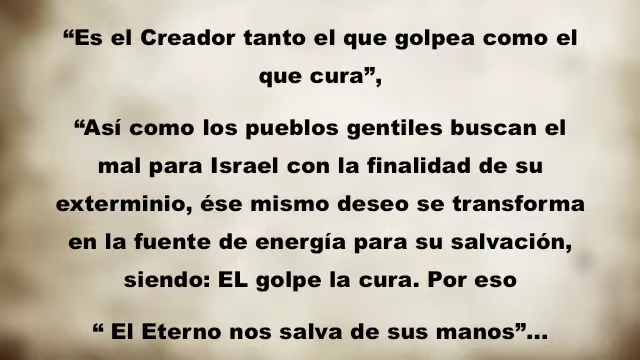 “Es el Creador tanto el que golpea como el
que cura”,
“Así como los pueblos gentiles buscan el
mal para Israel con la finalidad de su
exterminio, ése mismo deseo se transforma
en la fuente de energía para su salvación,
siendo: EL golpe la cura. Por eso
“ El Eterno nos salva de sus manos”...